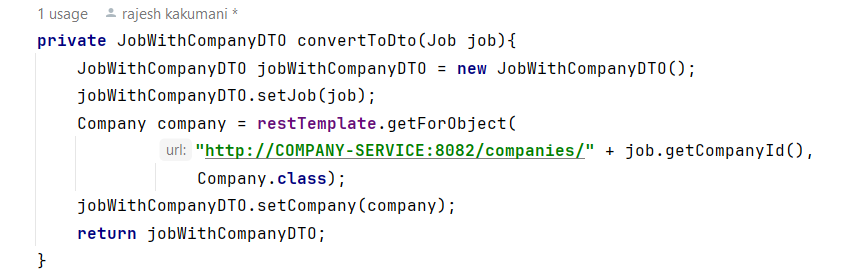 1 usage rajesh kakumani *
private JobWithCompanyDTO convertToDto(Job job){
    JobWithCompanyDTO jobWithCompanyDTO = new JobWithCompanyDTO();
    jobWithCompanyDTO.setJob(job);
    Company company = restTemplate.getForObject(
            url: "http://COMPANY-SERVICE:8082/companies/" + job.getCompanyId(),
            Company.class);
    jobWithCompanyDTO.setCompany(company);
    return jobWithCompanyDTO;
}